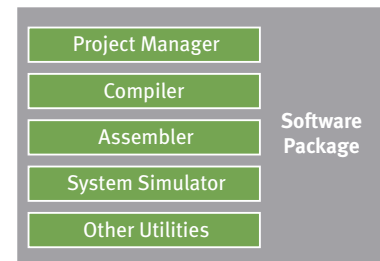 Project Manager
Compiler
Assembler
System Simulator
Other Utilities
Software
Package